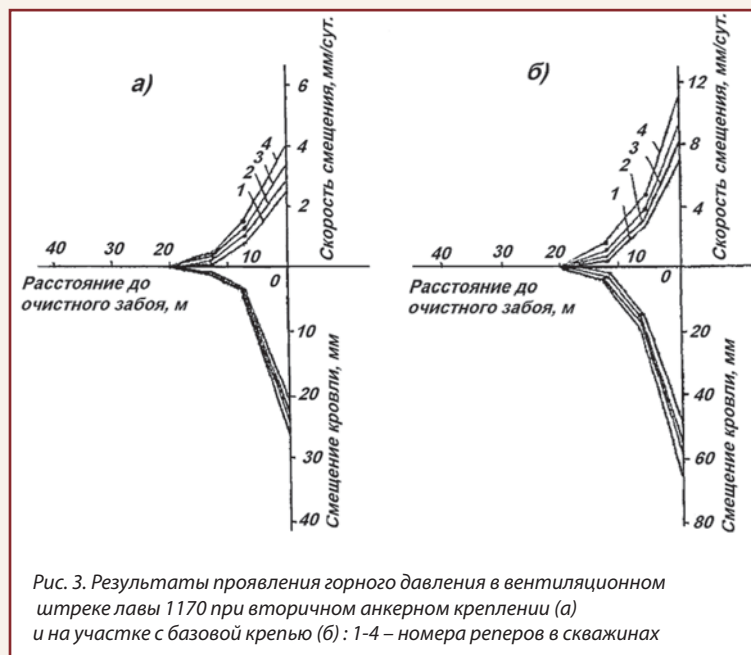 а)
6
4
2
Скорость смещения, мм/сут.
4
3
2
1
40 30 20 10 0
Расстояние до
очистного забоя, м
10
20
30
40
Смещение кровли, мм
б)
12
8
4
Скорость смещения, мм/сут.
4
3
2
1
40 30 20 10 0
Расстояние до
очистного забоя, м
20
40
60
80
Смещение кровли, мм
Рис. 3. Результаты проявления горного давления в вентиляционном
штреке лавы 1170 при вторичном анкерном креплении (а)
и на участке с базовой крепью (б) : 1-4 – номера реперов в скважинах